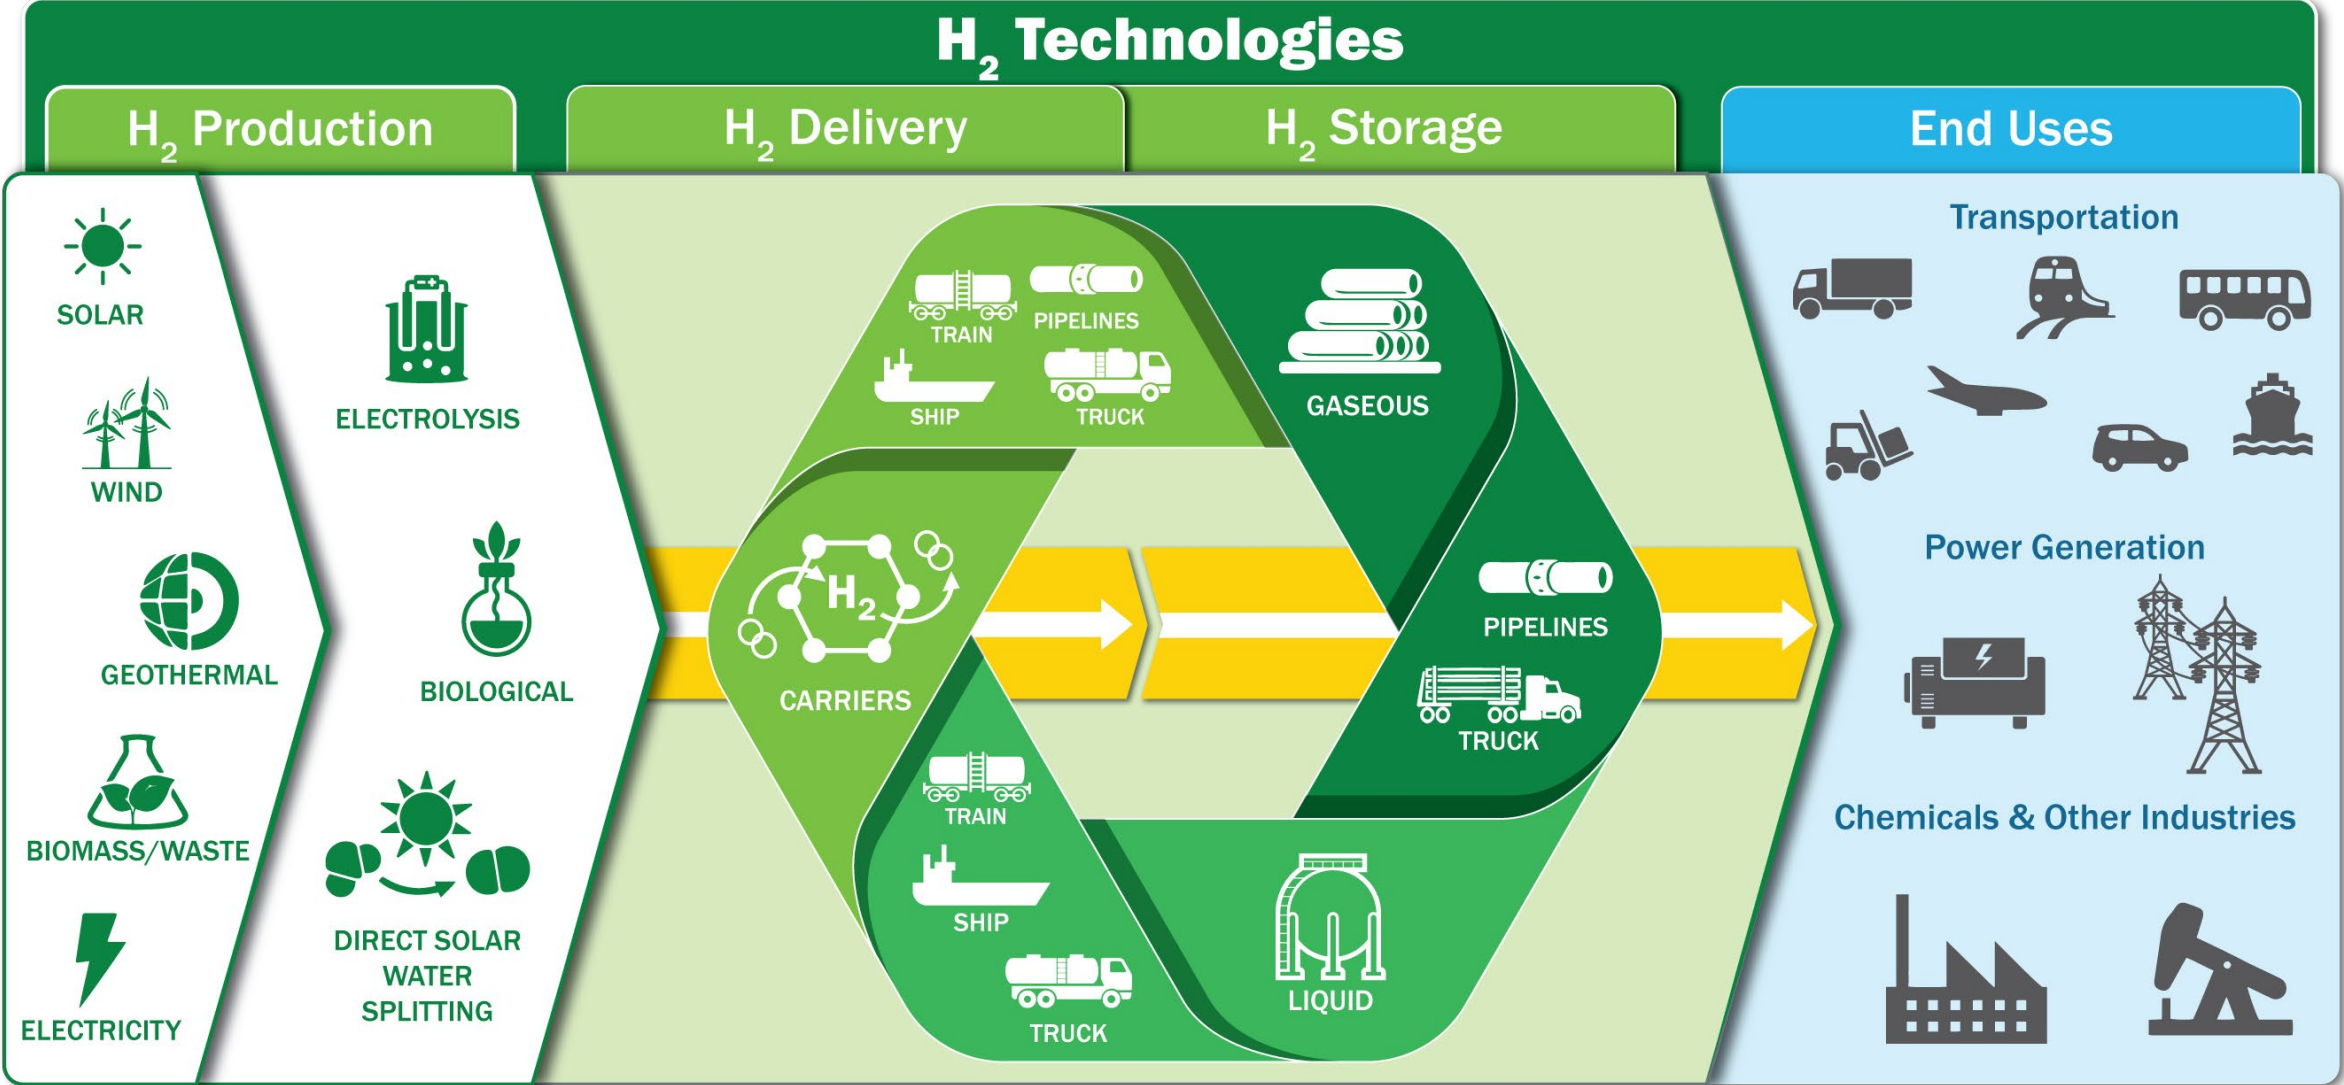 H₂ Technologies
H₂ Production
H₂ Delivery
H₂ Storage
End Uses
SOLAR
WIND
GEOTHERMAL
BIOMASS/WASTE
ELECTRICITY
ELECTROLYSIS
BIOLOGICAL
DIRECT SOLAR
WATER
SPLITTING
TRAIN
PIPELINES
SHIP
TRUCK
H₂
CARRIERS
TRAIN
SHIP
TRUCK
GASEOUS
PIPELINES
TRUCK
LIQUID
Transportation
Power Generation
Chemicals & Other Industries